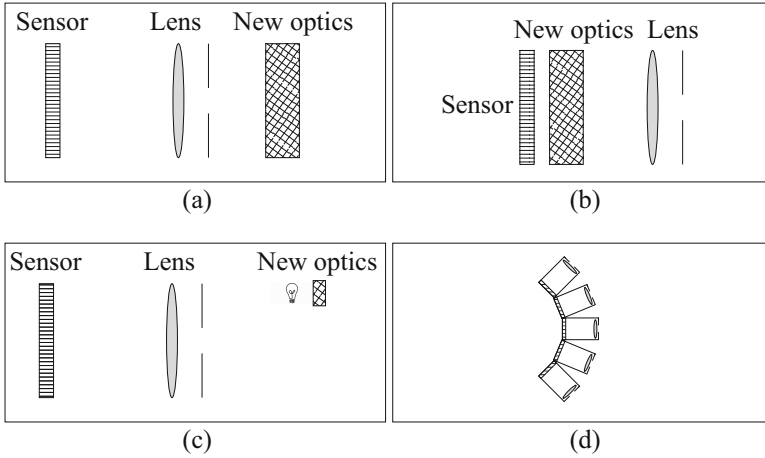 Sensor Lens New optics
(a)
New optics Lens
Sensor
(b)
Sensor Lens New optics
(c)
(d)